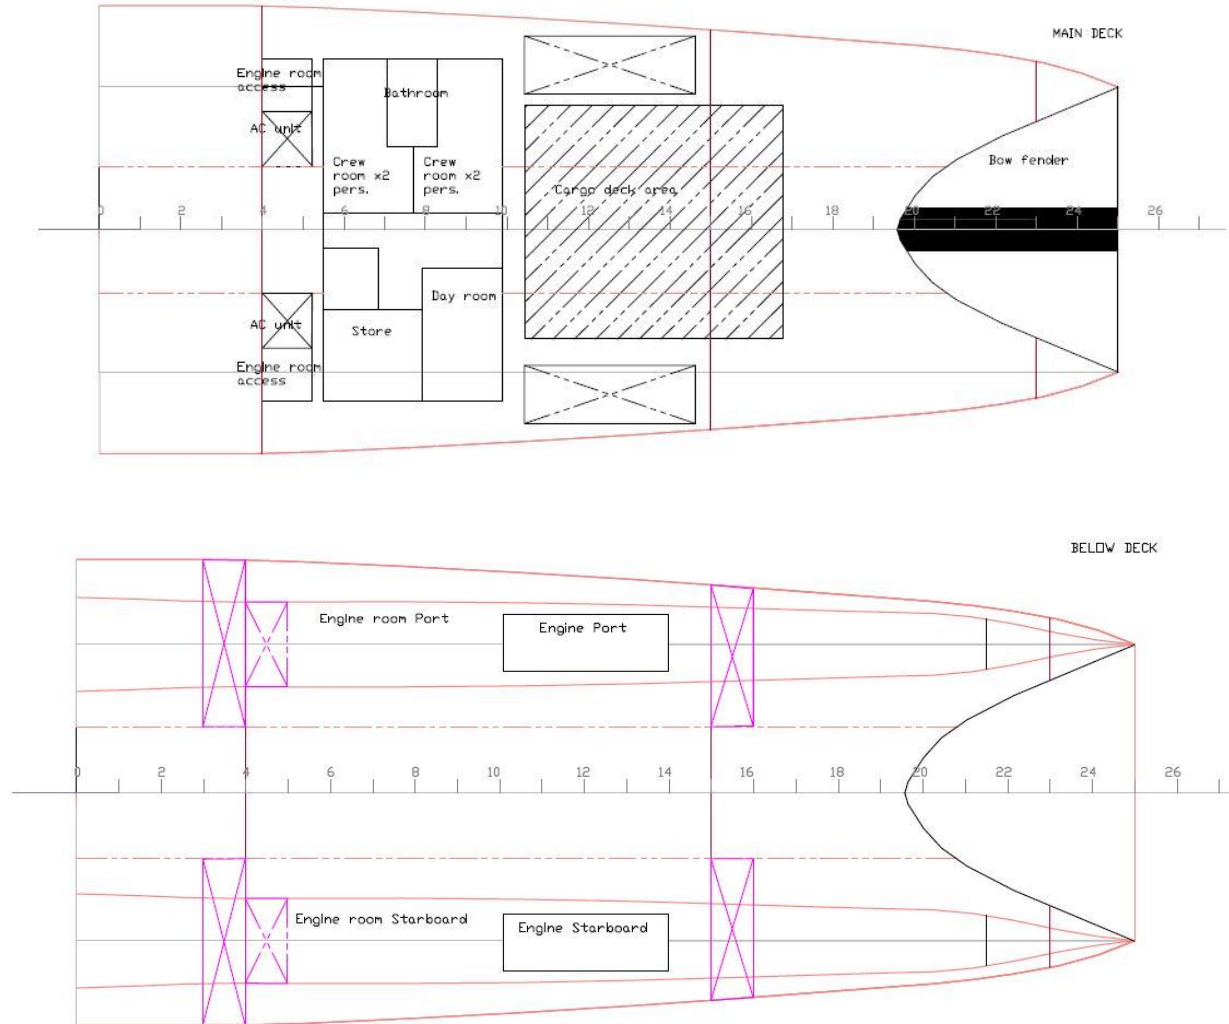 MAIN DECK
Engine room
access
Bathroom
AC unit
Crew
room x2
pers.
Crew
room x2
pers.
Bow fender
Cargo deck area
0 2 4 6 8 10 12 14 16 18 20 22 24 26
Day room
AC unit
Store
Engine room
access
BELOW DECK
Engine room Port
Engine Port
0 2 4 6 8 10 12 14 16 18 20 22 24 26
Engine room Starboard
Engine Starboard